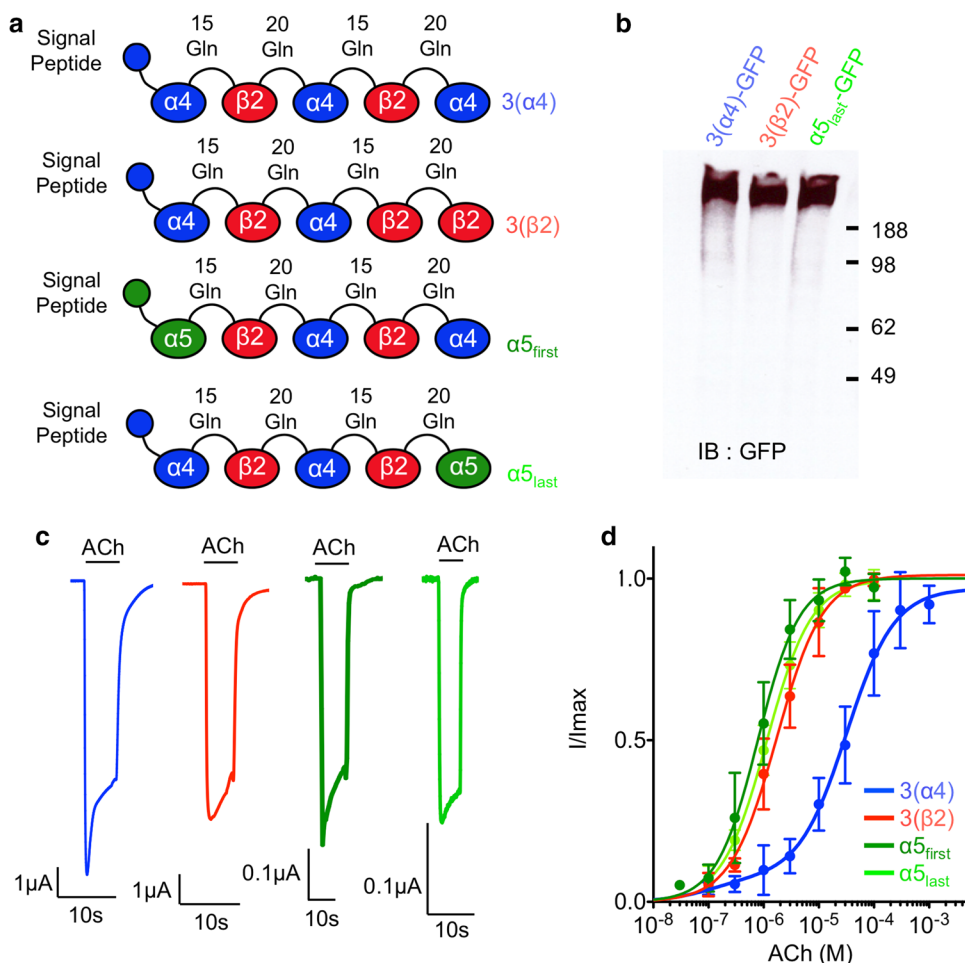 a
Signal
Peptide
15
Gln
20
Gln
15
Gln
20
Gln
α4
β2
α4
β2
α4
3(α4)
Signal
Peptide
15
Gln
20
Gln
15
Gln
20
Gln
α4
β2
α4
β2
β2
3(β2)
Signal
Peptide
15
Gln
20
Gln
15
Gln
20
Gln
α5
β2
α4
β2
α4
α5first
Signal
Peptide
15
Gln
20
Gln
15
Gln
20
Gln
α4
β2
α4
β2
α5
α5last
b
3(α4)-GFP
3(β2)-GFP
α5last-GFP
188
98
62
49
IB : GFP
c
ACh
ACh
ACh
ACh
1µA
10s
1µA
10s
0.1µA
10s
0.1µA
10s
d
I/Imax
1.0
0.5
0.0
10-8
10-7
10-6
10-5
10-4
10-3
ACh (M)
3(α4)
3(β2)
α5first
α5last